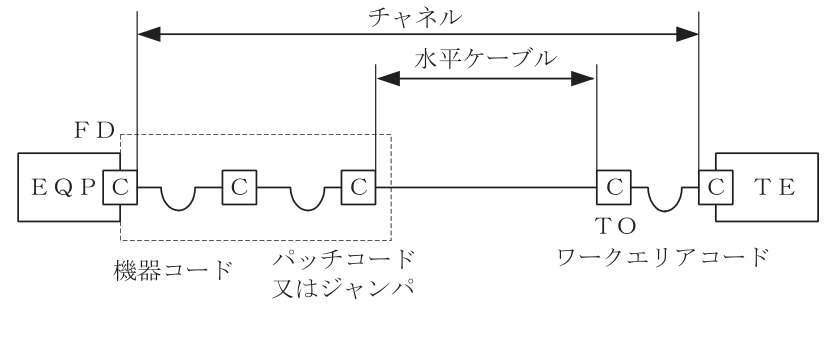 チャネル
水平ケーブル
ＦＤ
ＥＱＰ Ｃ Ｃ Ｃ Ｃ Ｃ ＴＥ
ＴＯ
機器コード
パッチコード
又はジャンパ
ワークエリアコード